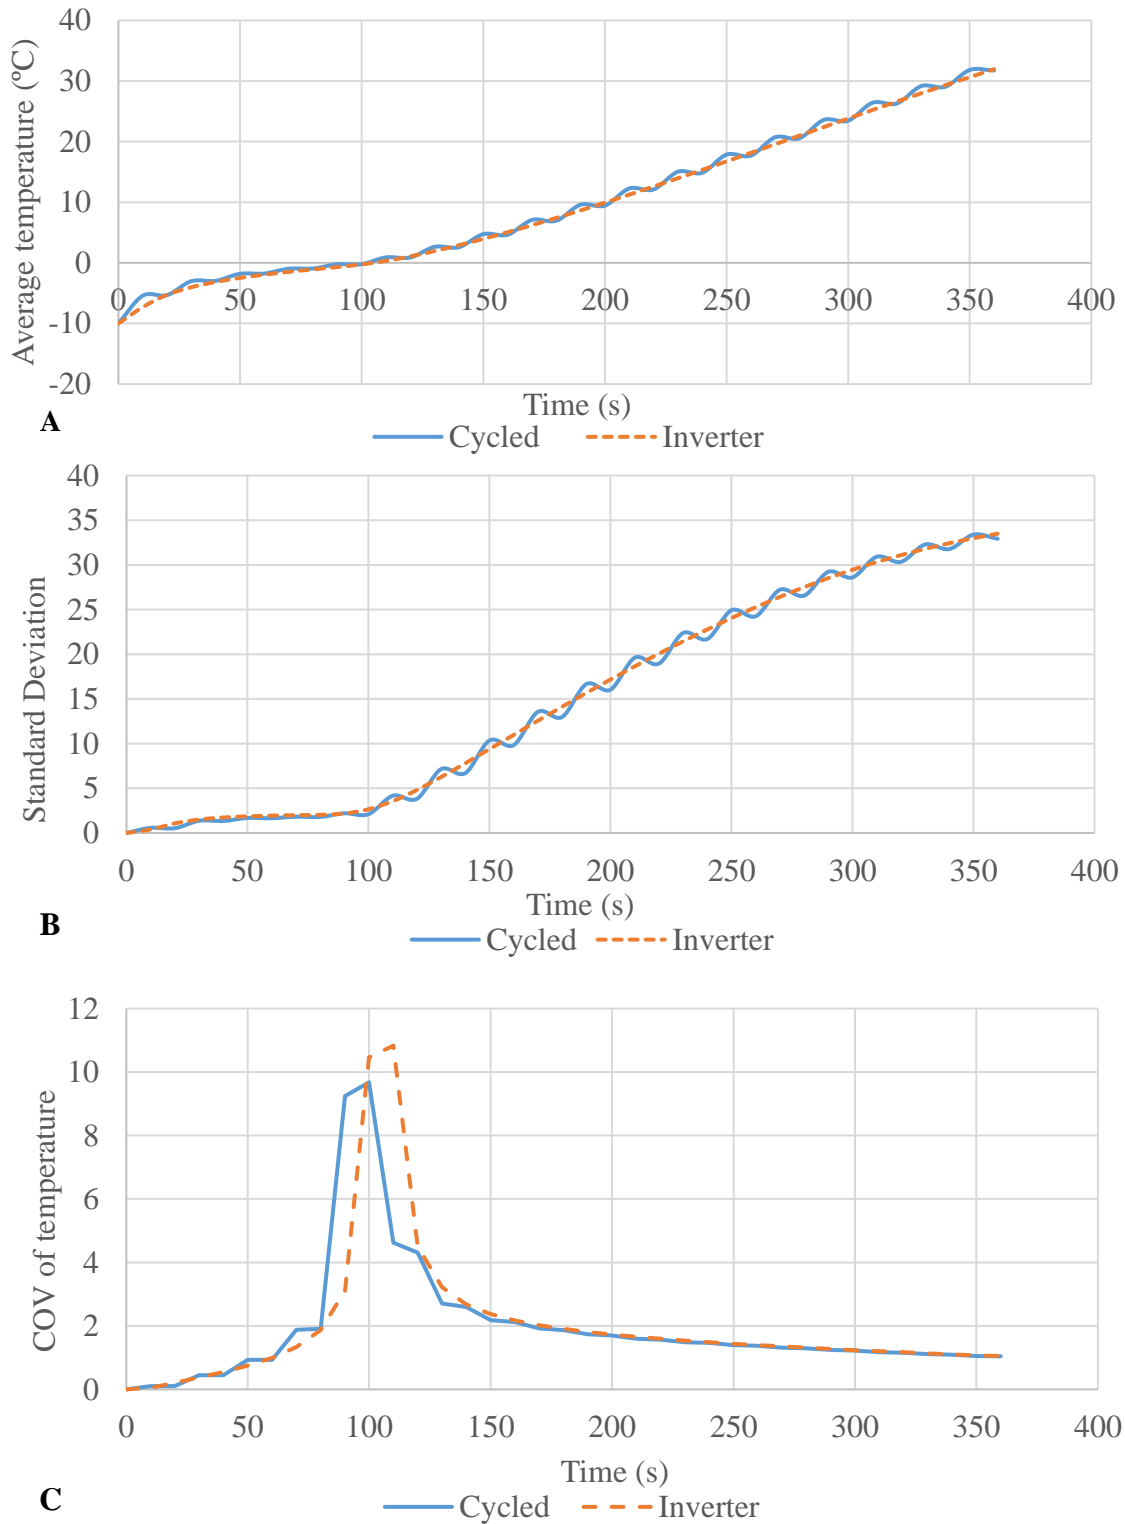 40
30
20
10
0
-10
-20
Average temperature (ºC)
0 50 100 150 200 250 300 350 400
Time (s)
A
Cycled Inverter
40
35
30
25
20
15
10
5
0
Standard Deviation
0 50 100 150 200 250 300 350 400
Time (s)
B
Cycled Inverter
12
10
8
6
4
2
0
COV of temperature
0 50 100 150 200 250 300 350 400
Time (s)
C
Cycled Inverter